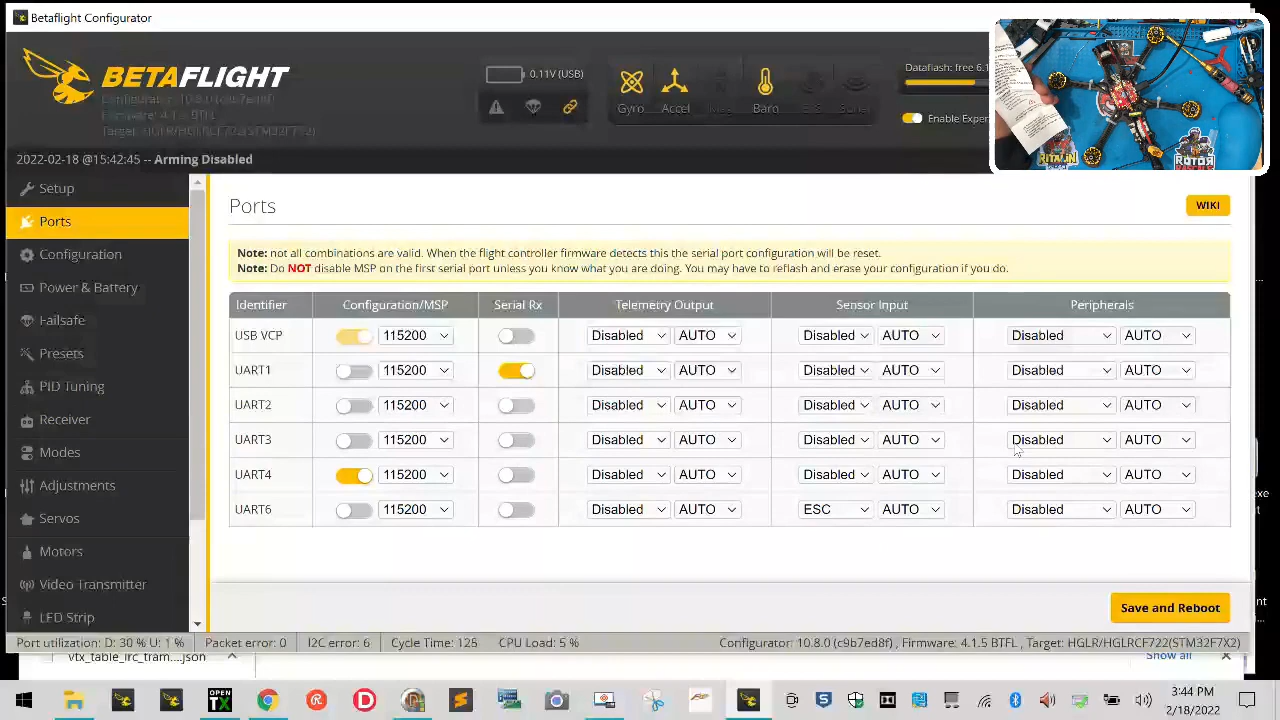 Betaflight Configurator
BETAFLIGHT
0.11V (USB)
Gyro
Accel
Baro
Dataflash: free 6.1
Enable Exper
2022-02-18 @15:42:45 -- Arming Disabled
RITALIN
ROTOR
Setup
Ports
Configuration
Power & Battery
Failsafe
Presets
PID Tuning
Receiver
Modes
Adjustments
Servos
Motors
Video Transmitter
LED Strip
Ports
WIKI
Note: not all combinations are valid. When the flight controller firmware detects this the serial port configuration will be reset.
Note: Do NOT disable MSP on the first serial port unless you know what you are doing. You may have to reflash and erase your configuration if you do.
Identifier Configuration/MSP Serial Rx Telemetry Output Sensor Input Peripherals
USB VCP 115200 Disabled AUTO Disabled AUTO Disabled AUTO
UART1 115200 Disabled AUTO Disabled AUTO Disabled AUTO
UART2 115200 Disabled AUTO Disabled AUTO Disabled AUTO
UART3 115200 Disabled AUTO Disabled AUTO Disabled AUTO
UART4 115200 Disabled AUTO Disabled AUTO Disabled AUTO
UART6 115200 Disabled AUTO ESC AUTO Disabled AUTO
Save and Reboot
Port utilization: D: 30 % U: 1 % Packet error: 0 I2C error: 6 Cycle Time: 125 CPU Load: 5 % Configurator: 10.8.0 (c9b7ed8f) , Firmware: 4.1.5 BTFL , Target: HGLR/HGLRCF722(STM32F7X2)
vtx_table_irc_tram....json
Show all
OPEN
TX
3:44 PM
2/18/2022